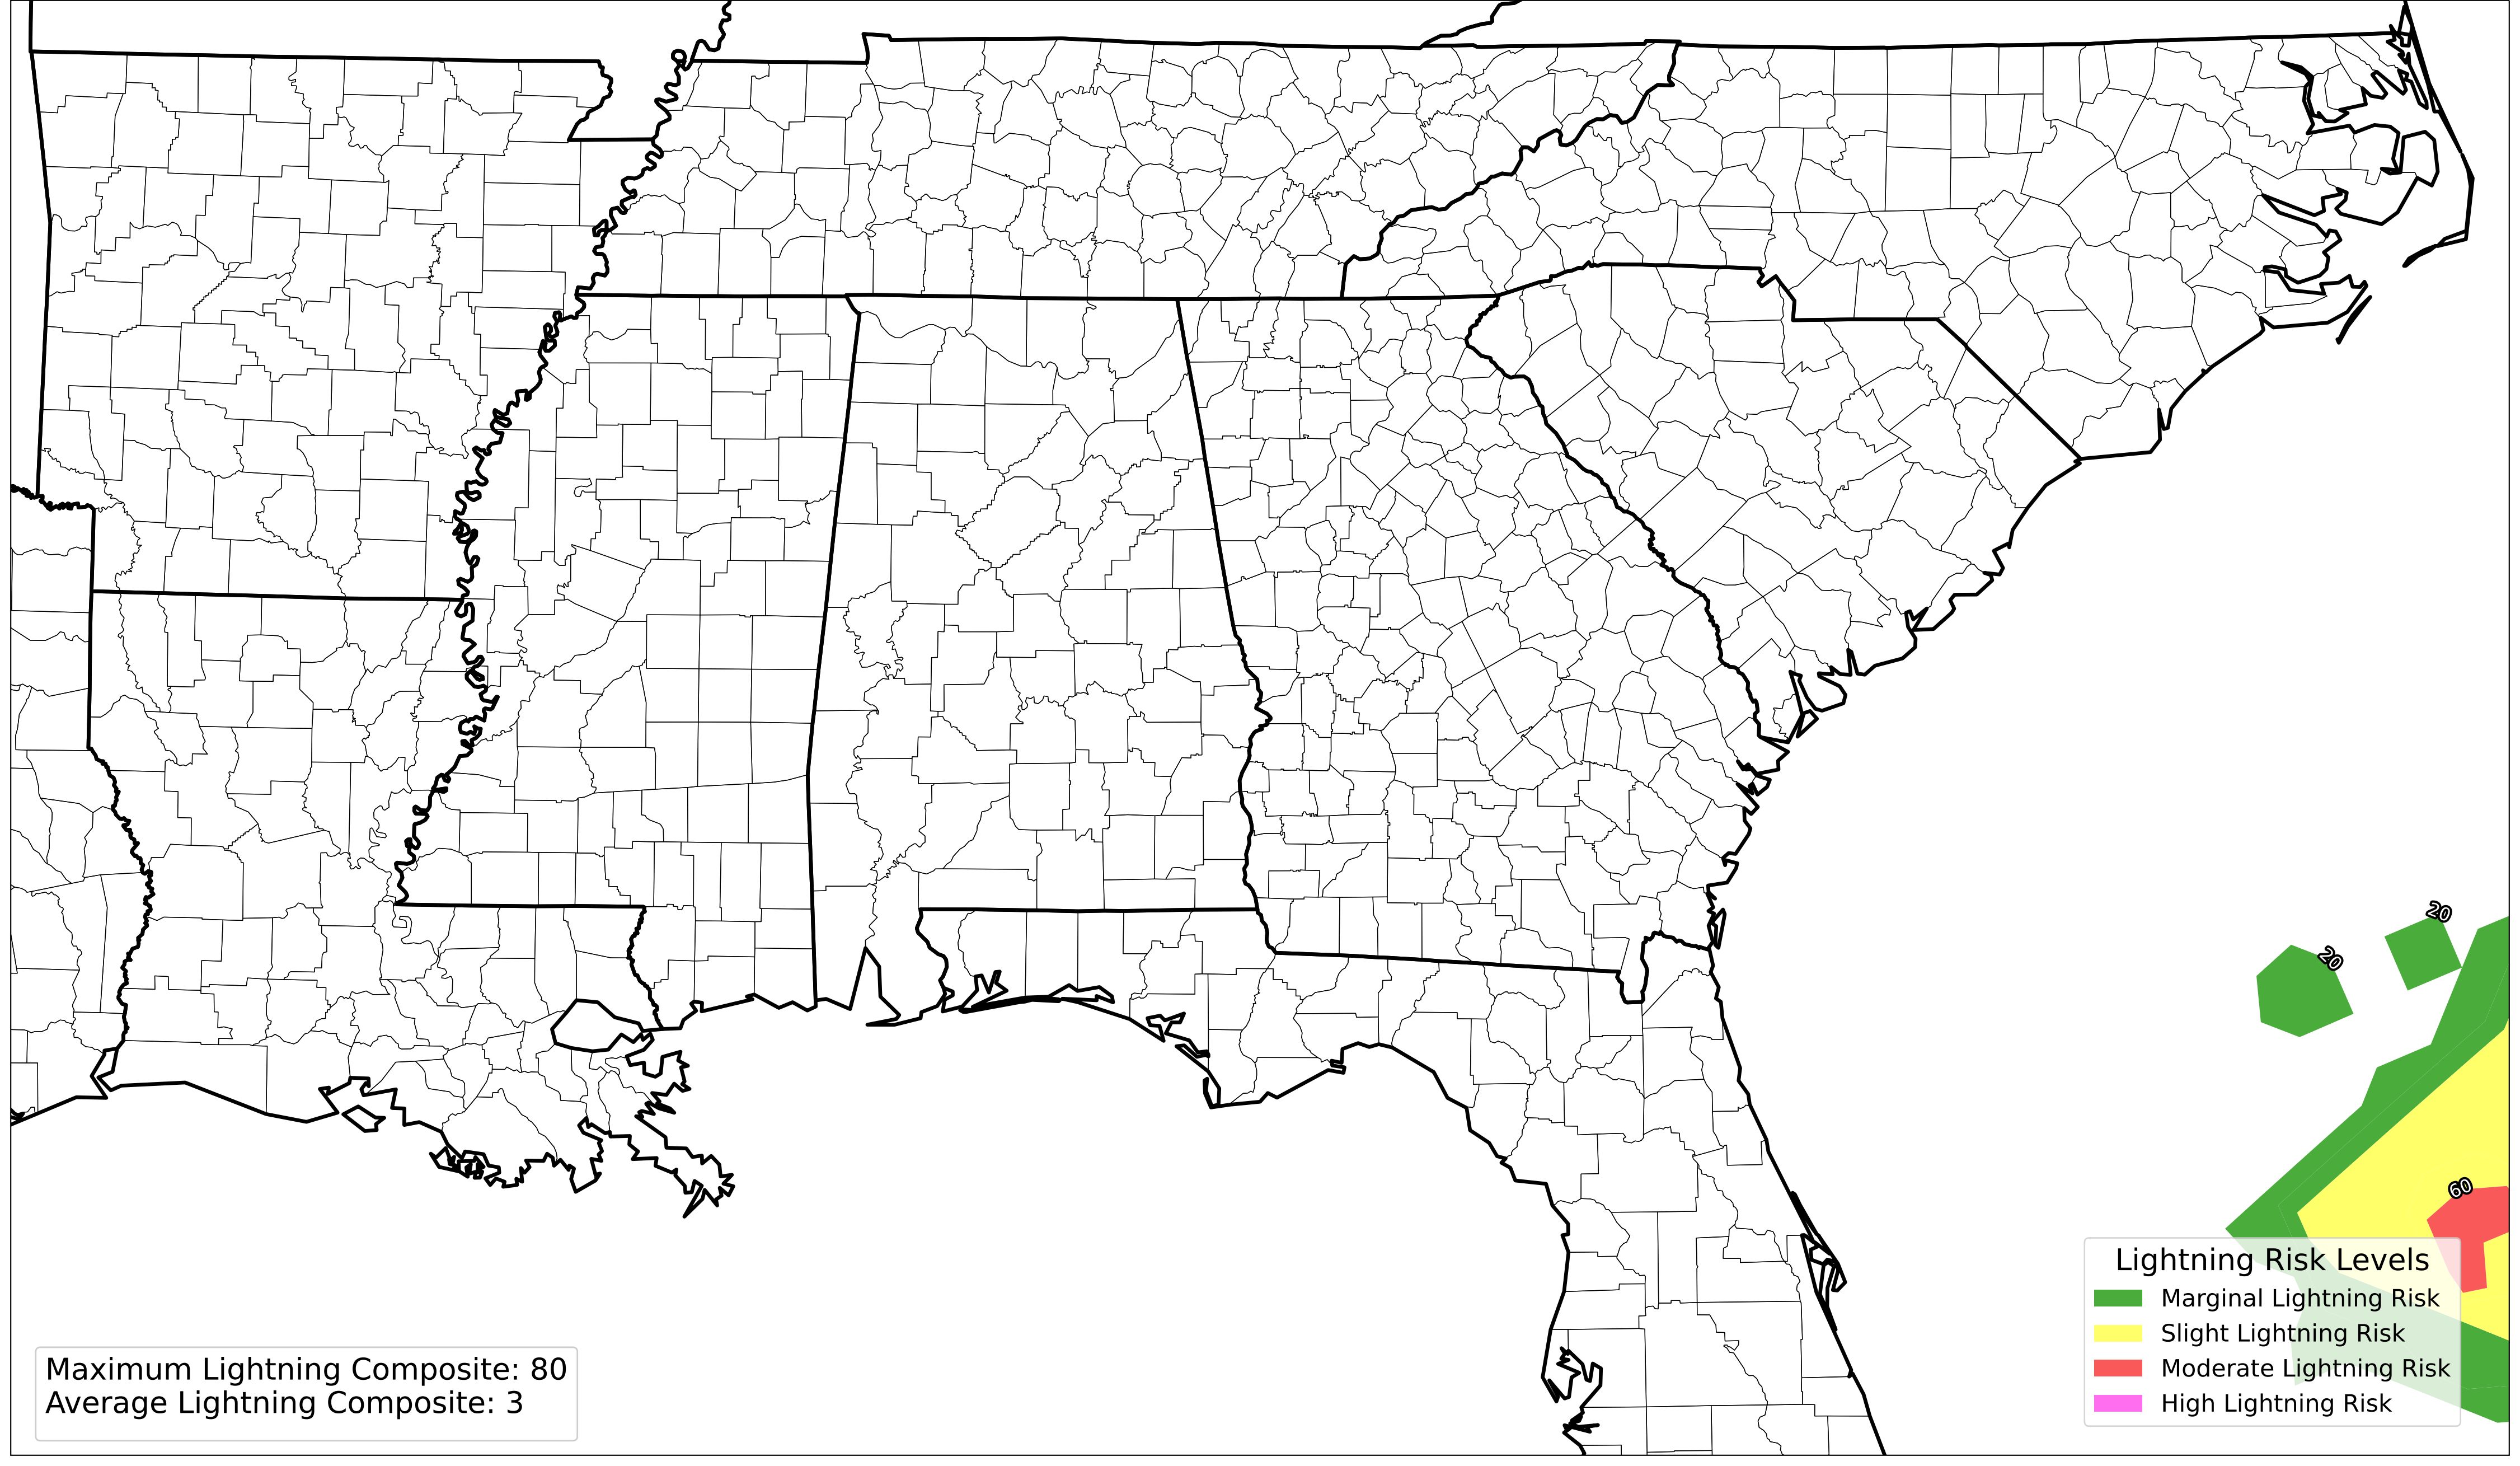 20
20
60
Lightning Risk Levels
Marginal Lightning Risk
Slight Lightning Risk
Moderate Lightning Risk
High Lightning Risk
Maximum Lightning Composite: 80
Average Lightning Composite: 3